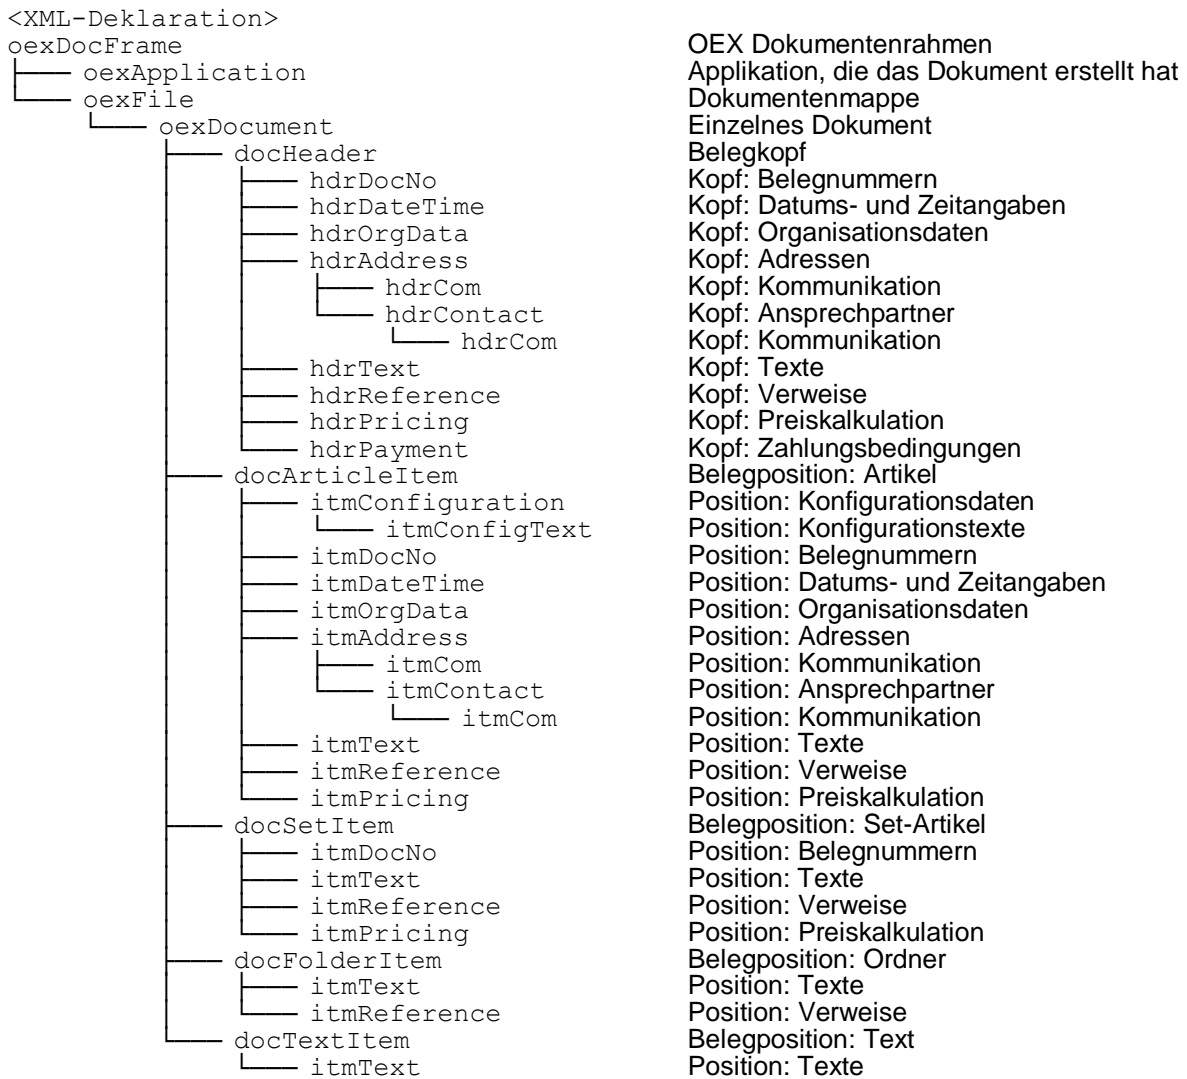 <XML-Deklaration>
oexDocFrame OEX Dokumentenrahmen
oexApplication Applikation, die das Dokument erstellt hat
oexFile Dokumentenmappe
oexDocument Einzelnes Dokument
docHeader Belegkopf
hdrDocNo Kopf: Belegnummern
hdrDateTime Kopf: Datums- und Zeitangaben
hdrOrgData Kopf: Organisationsdaten
hdrAddress Kopf: Adressen
hdrCom Kopf: Kommunikation
hdrContact Kopf: Ansprechpartner
hdrCom Kopf: Kommunikation
hdrText Kopf: Texte
hdrReference Kopf: Verweise
hdrPricing Kopf: Preiskalkulation
hdrPayment Kopf: Zahlungsbedingungen
docArticleItem Belegposition: Artikel
itmConfiguration Position: Konfigurationsdaten
itmConfigText Position: Konfigurationstexte
itmDocNo Position: Belegnummern
itmDateTime Position: Datums- und Zeitangaben
itmOrgData Position: Organisationsdaten
itmAddress Position: Adressen
itmCom Position: Kommunikation
itmContact Position: Ansprechpartner
itmCom Position: Kommunikation
itmText Position: Texte
itmReference Position: Verweise
itmPricing Position: Preiskalkulation
docSetItem Belegposition: Set-Artikel
itmDocNo Position: Belegnummern
itmText Position: Texte
itmReference Position: Verweise
itmPricing Position: Preiskalkulation
docFolderItem Belegposition: Ordner
itmText Position: Texte
itmReference Position: Verweise
docTextItem Belegposition: Text
itmText Position: Texte